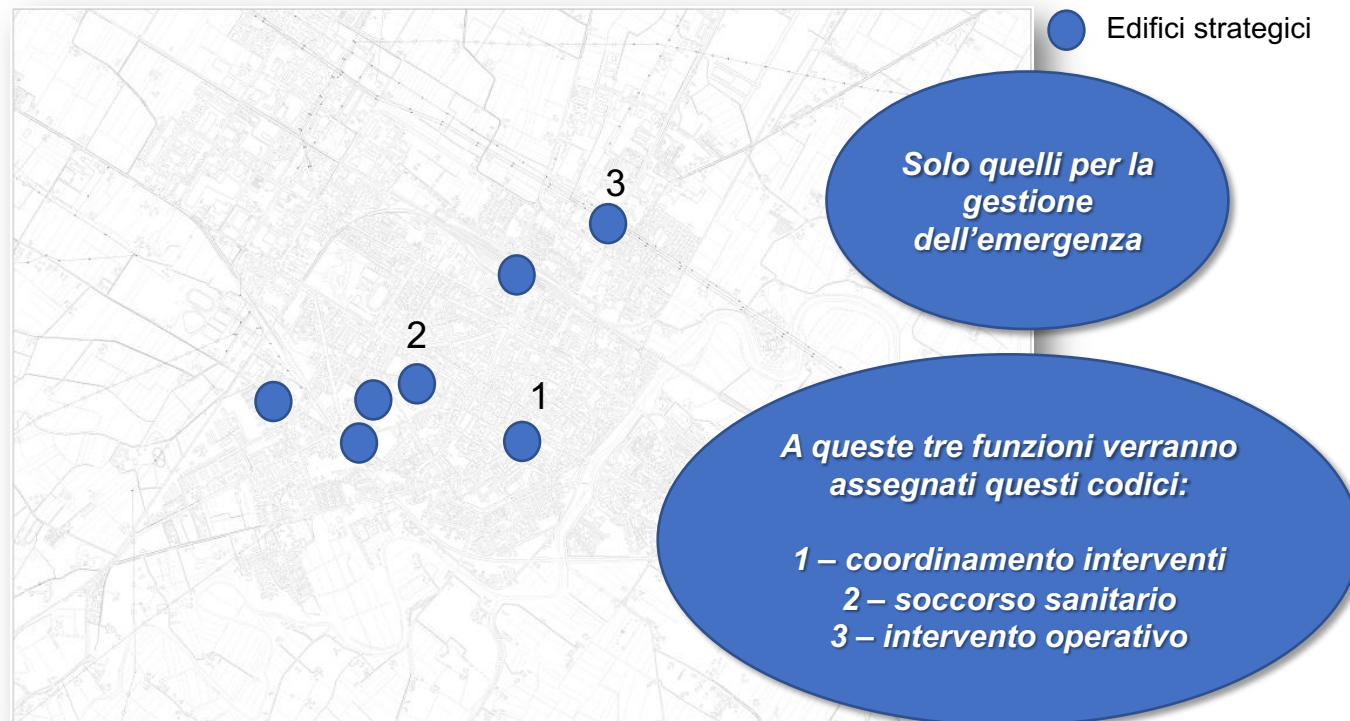 Edifici strategici
Solo quelli per la
gestione
dell’emergenza
3
2
1
A queste tre funzioni verranno
assegnati questi codici:
1 – coordinamento interventi
2 – soccorso sanitario
3 – intervento operativo